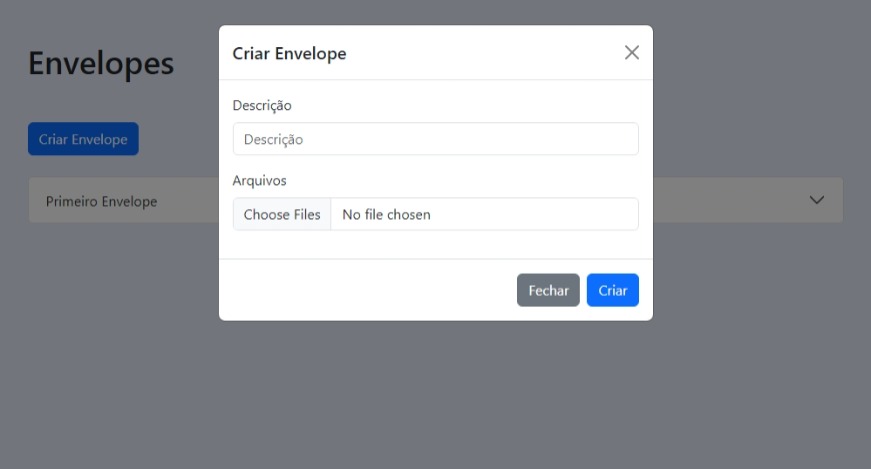 Envelopes
Criar Envelope
Primeiro Envelope
Criar Envelope
Descrição
Descrição
Arquivos
Choose Files No file chosen
Fechar Criar